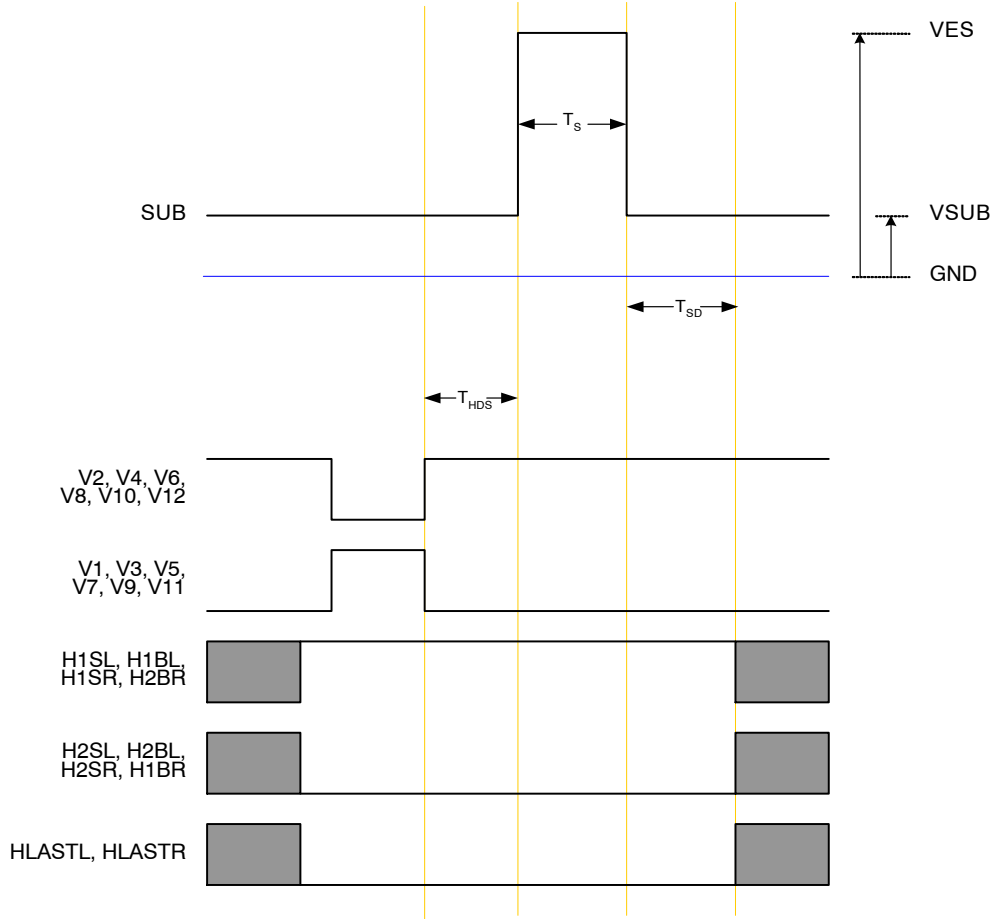 VES
T_S
SUB
VSUB
GND
T_SD
T_HDS
V2, V4, V6,
V8, V10, V12
V1, V3, V5,
V7, V9, V11
H1SL, H1BL,
H1SR, H2BR
H2SL, H2BL,
H2SR, H1BR
HLASTL, HLASTR